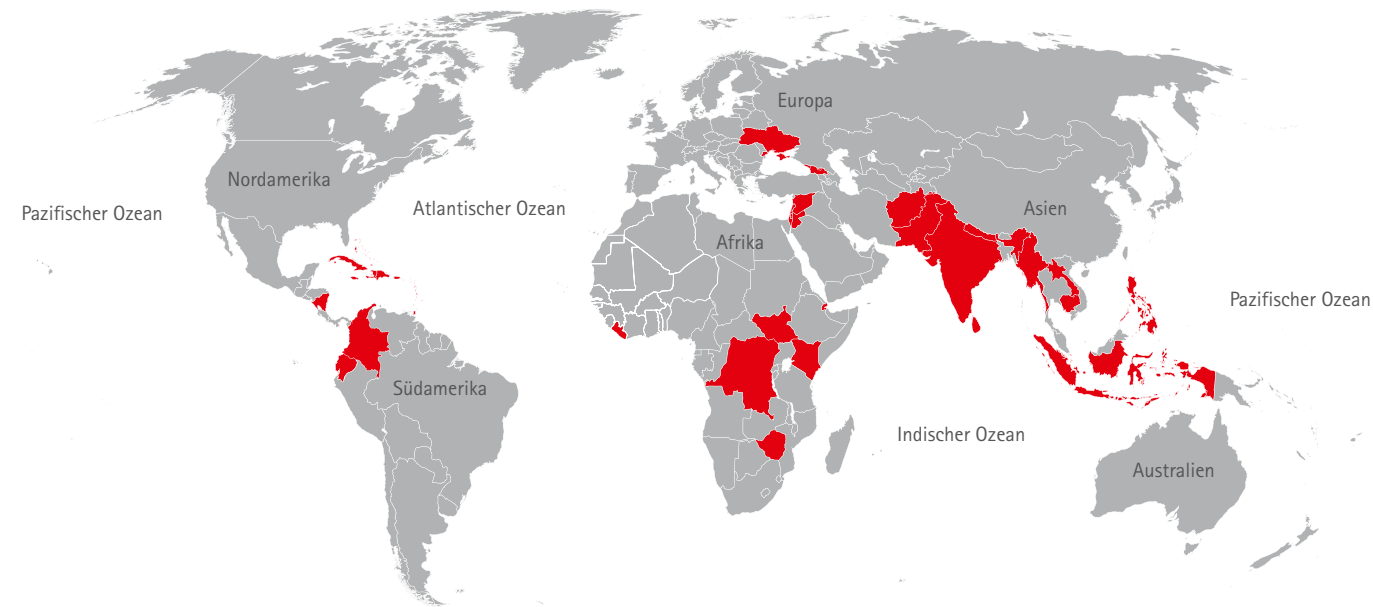 Europa
Nordamerika
Asien
Atlantischer Ozean
Pazifischer Ozean
Afrika
Pazifischer Ozean
Südamerika
Indischer Ozean
Australien